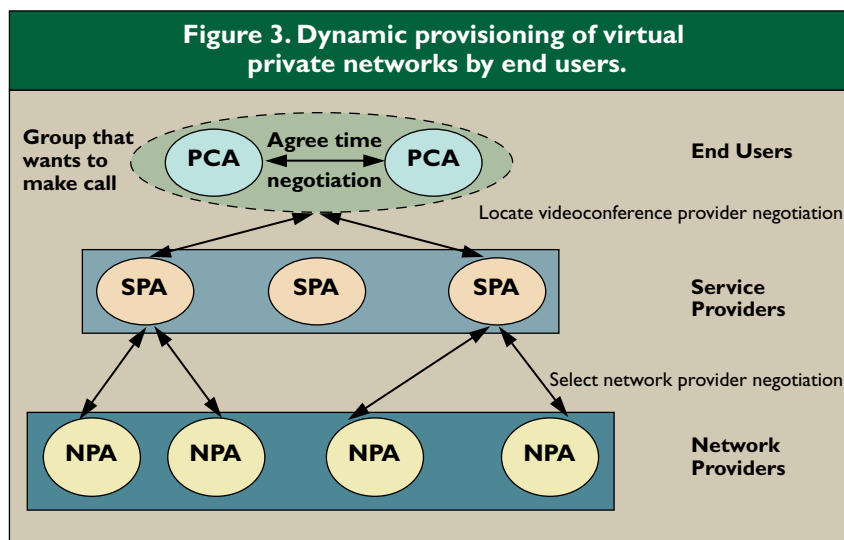 Figure 3. Dynamic provisioning of virtual
private networks by end users.
Group that
wants to
make call
PCA
Agree time
negotiation
PCA
End Users
Locate videoconference provider negotiation
SPA
SPA
SPA
Service
Providers
Select network provider negotiation
NPA
NPA
NPA
NPA
Network
Providers